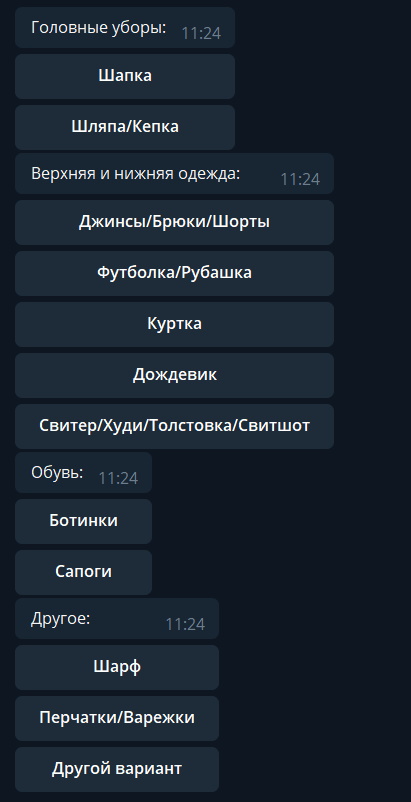 Головные уборы: 11:24
Шапка
Шляпа/Кепка
Верхняя и нижняя одежда: 11:24
Джинсы/Брюки/Шорты
Футболка/Рубашка
Куртка
Дождевик
Свитер/Худи/Толстовка/Свитшот
Обувь: 11:24
Ботинки
Сапоги
Другое: 11:24
Шарф
Перчатки/Варежки
Другой вариант